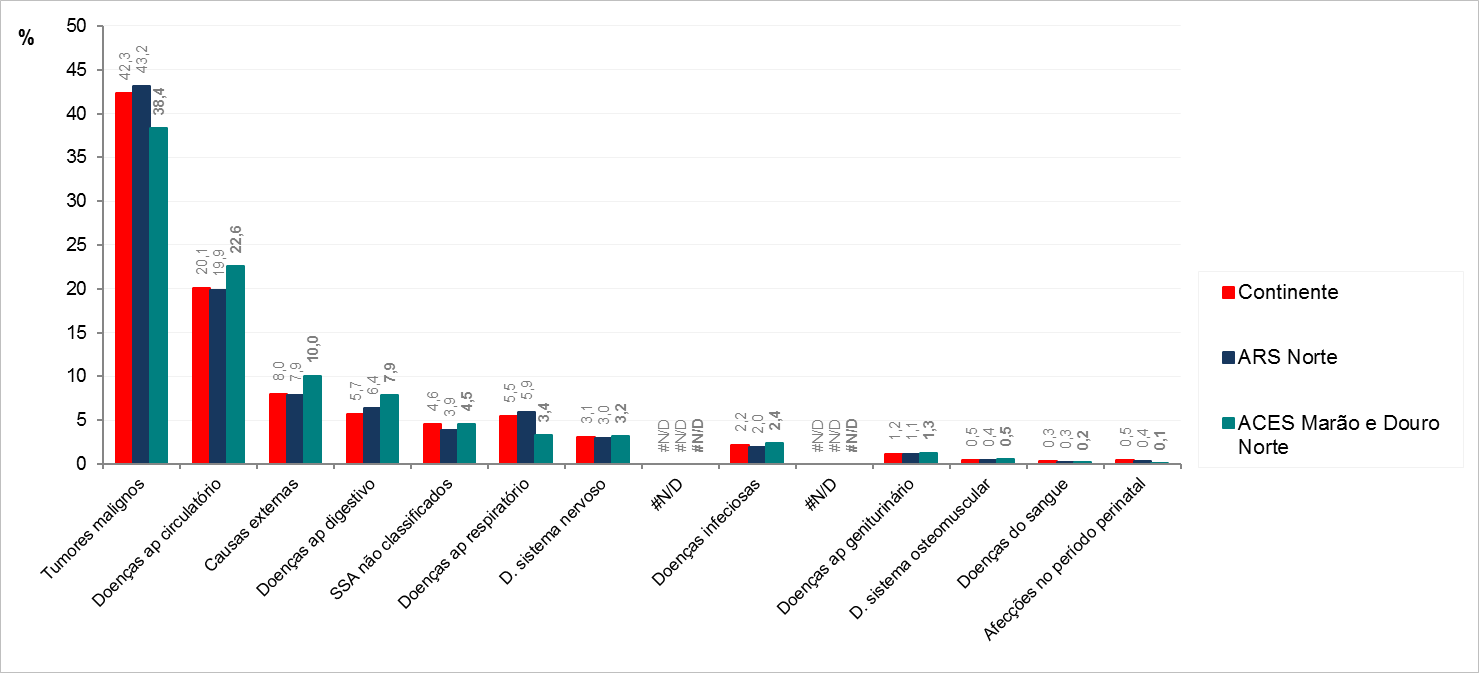 %
50
45
40
35
30
25
20
15
10
5
0
42,3
43,2
38,4
20,1
19,9
22,6
8,0
7,9
10,0
5,7
6,4
7,9
4,6
3,9
4,5
5,5
5,9
3,4
3,1
3,0
3,2
#N/D
#N/D
#N/D
2,2
2,0
2,4
#N/D
#N/D
#N/D
1,2
1,1
1,3
0,5
0,4
0,5
0,3
0,3
0,2
0,5
0,4
0,1
Tumores malignos
Doenças ap circulatório
Causas externas
Doenças ap digestivo
SSA não classificados
Doenças ap respiratório
D. sistema nervoso
#N/D
Doenças infeciosas
#N/D
Doenças ap geniturinário
D. sistema osteomuscular
Doenças do sangue
Afecções no período perinatal
Continente
ARS Norte
ACES Marão e Douro
Norte